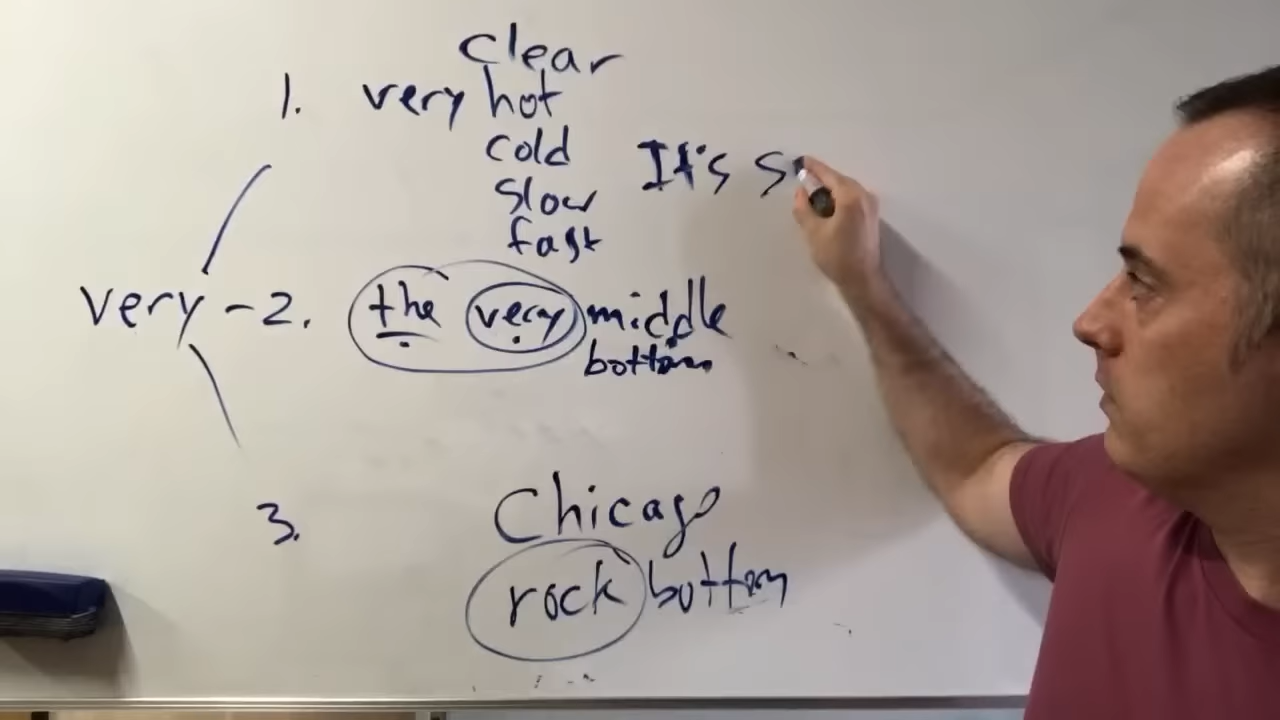 clear
1. very hot
cold
It's s
slow
fast
very - 2. the very middle
bottom
3. Chicago
rock bottom